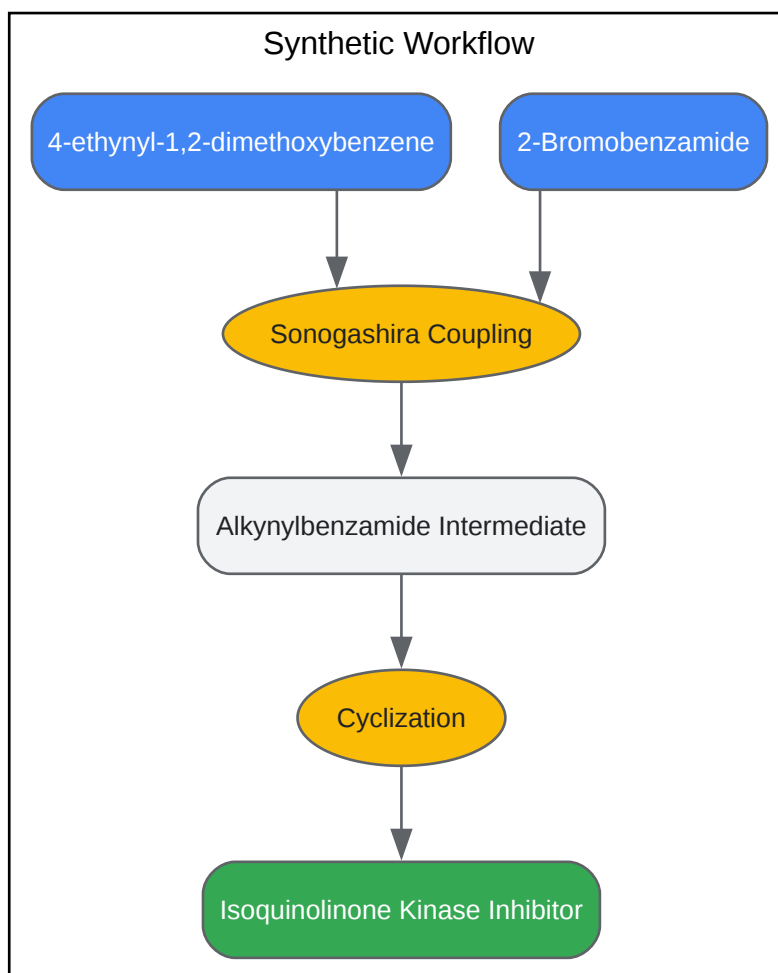 Synthetic Workflow
4-ethynyl-1,2-dimethoxybenzene
2-Bromobenzamide
Sonogashira Coupling
Alkynylbenzamide Intermediate
Cyclization
Isoquinolinone Kinase Inhibitor